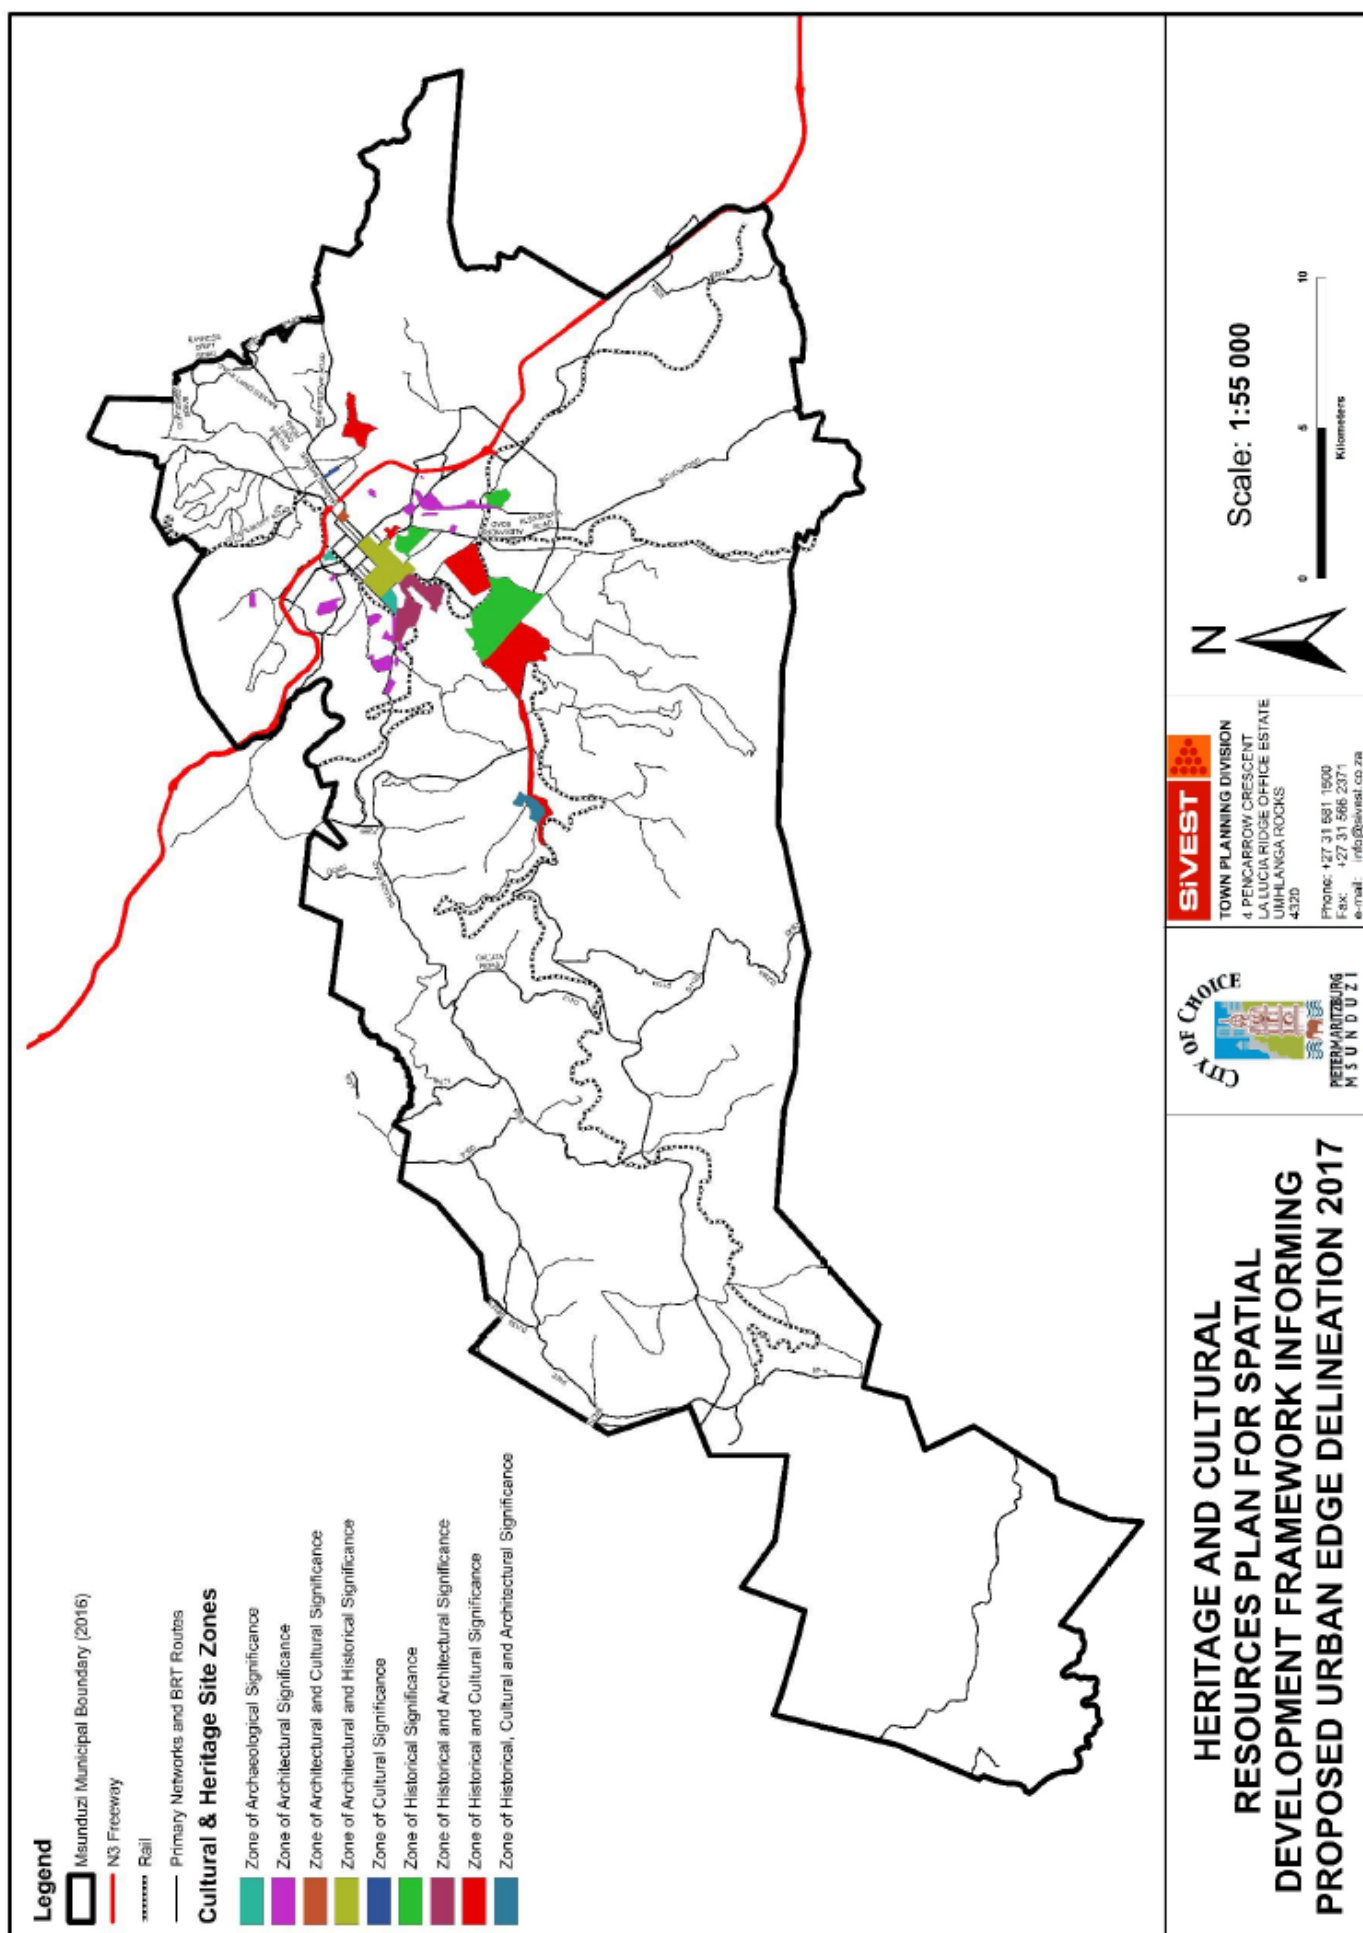 Legend
Msunduzi Municipal Boundary (2016)
N3 Freeway
Rail
Primary Networks and BRT Routes
Cultural & Heritage Site Zones
Zone of Archaeological Significance
Zone of Architectural Significance
Zone of Architectural and Cultural Significance
Zone of Architectural and Historical Significance
Zone of Cultural Significance
Zone of Historical Significance
Zone of Historical and Architectural Significance
Zone of Historical and Cultural Significance
Zone of Historical, Cultural and Architectural Significance
HERITAGE AND CULTURAL
RESOURCES PLAN FOR SPATIAL
DEVELOPMENT FRAMEWORK INFORMING
PROPOSED URBAN EDGE DELINEATION 2017
CITY OF CHOICE
PIETERMARITZBURG
MSUNDUZI
SiVEST
TOWN PLANNING DIVISION
4 PENCARROW CRESCENT
LA LUCIA RIDGE OFFICE ESTATE
UMHLANGA ROCKS
4320
Phone: +27 31 581 1500
Fax: +27 31 566 2371
e-mail: info@sivest.co.za
N
Scale: 1:55 000
0 5 10
Kilometers